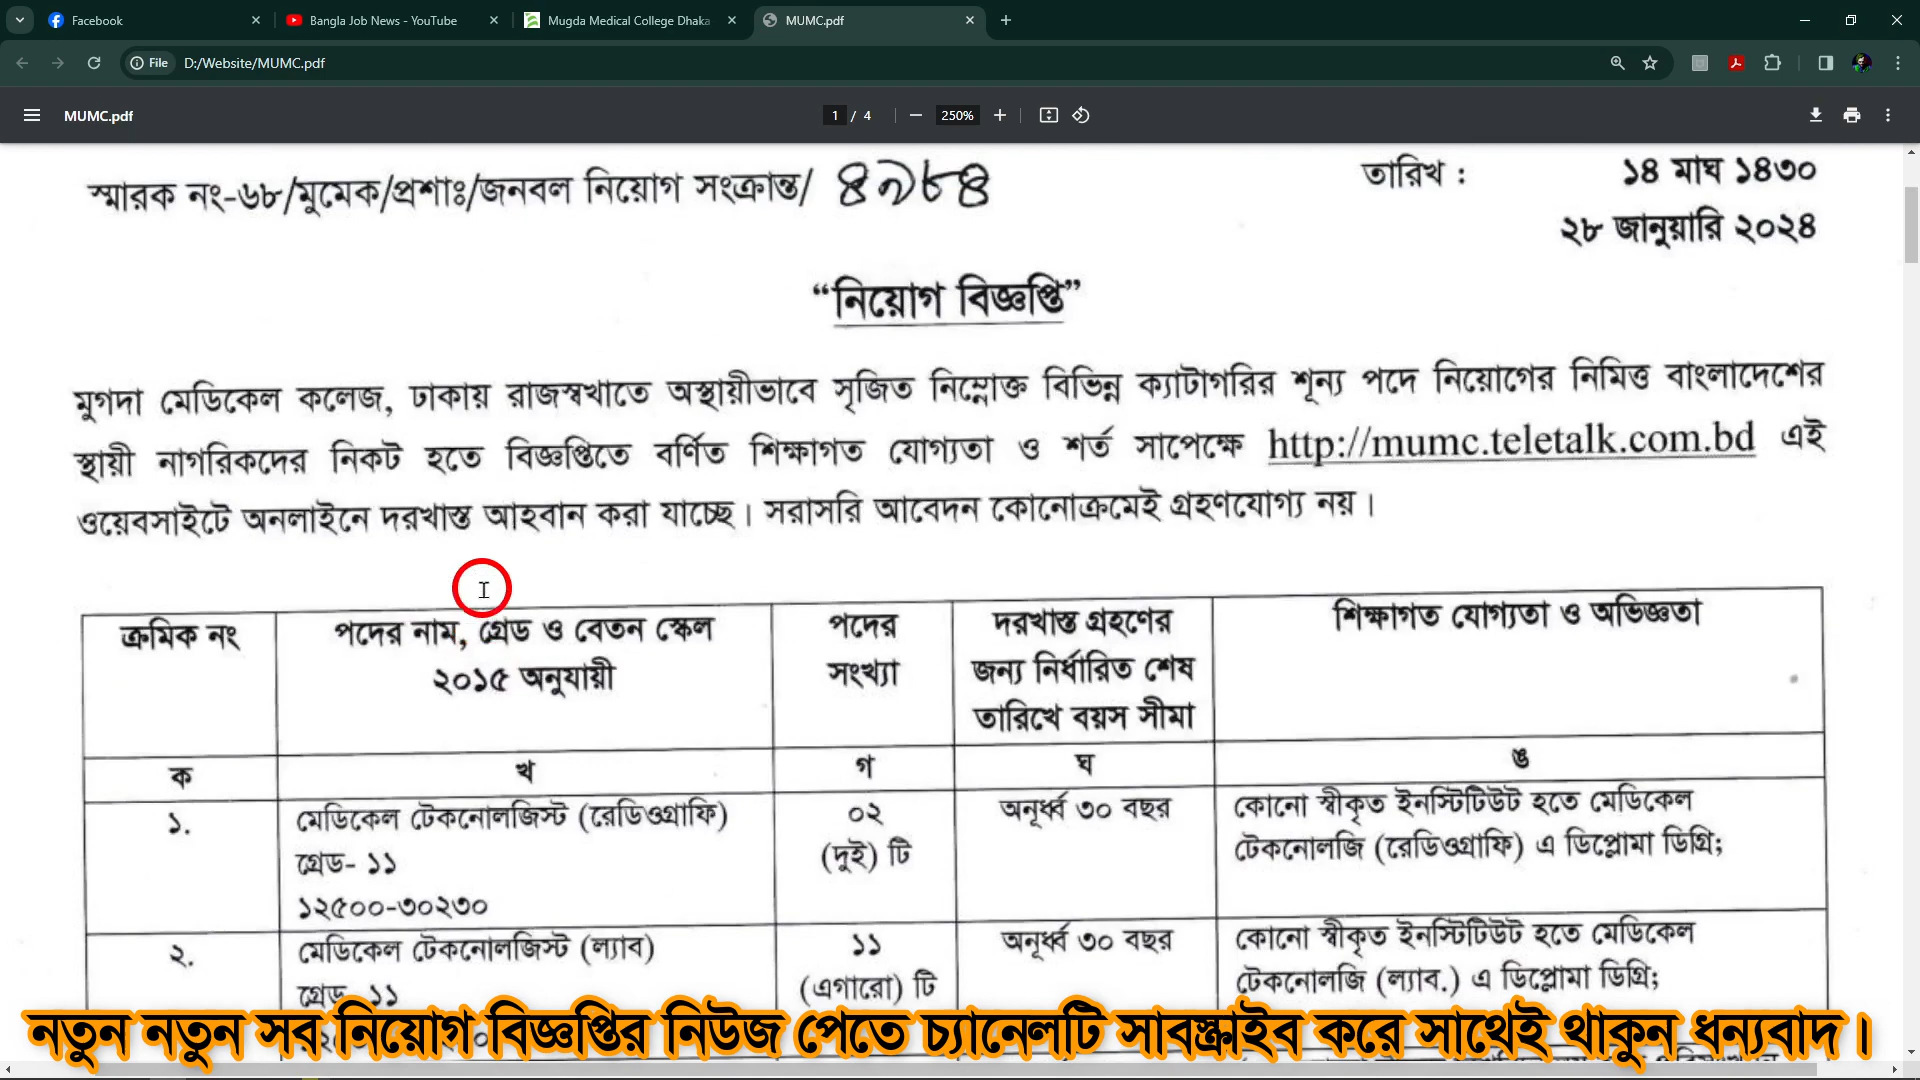 Facebook
Bangla Job News - YouTube
Mugda Medical College Dhaka
MUMC.pdf
File
D:/Website/MUMC.pdf
MUMC.pdf
1 / 4
250%
স্মারক নং-৬৮/মুমেক/প্রশাঃ/জনবল নিয়োগ সংক্রান্ত/ ৪৯৮৪
তারিখ : ১৪ মাঘ ১৪৩০
২৮ জানুয়ারি ২০২৪
“নিয়োগ বিজ্ঞপ্তি”
মুগদা মেডিকেল কলেজ, ঢাকায় রাজস্বখাতে অস্থায়ীভাবে সৃজিত নিম্নোক্ত বিভিন্ন ক্যাটাগরির শূন্য পদে নিয়োগের নিমিত্ত বাংলাদেশের
স্থায়ী নাগরিকদের নিকট হতে বিজ্ঞপ্তিতে বর্ণিত শিক্ষাগত যোগ্যতা ও শর্ত সাপেক্ষে http://mumc.teletalk.com.bd এই
ওয়েবসাইটে অনলাইনে দরখাস্ত আহবান করা যাচ্ছে। সরাসরি আবেদন কোনোক্রমেই গ্রহণযোগ্য নয়।
ক্রমিক নং
পদের নাম, গ্রেড ও বেতন স্কেল
২০১৫ অনুযায়ী
পদের
সংখ্যা
দরখাস্ত গ্রহণের
জন্য নির্ধারিত শেষ
তারিখে বয়স সীমা
শিক্ষাগত যোগ্যতা ও অভিজ্ঞতা
ক
খ
গ
ঘ
ঙ
১.
মেডিকেল টেকনোলজিস্ট (রেডিওগ্রাফি)
গ্রেড- ১১
১২৫০০-৩০২৩০
০২
(দুই) টি
অনূর্ধ্ব ৩০ বছর
কোনো স্বীকৃত ইনস্টিটিউট হতে মেডিকেল
টেকনোলজি (রেডিওগ্রাফি) এ ডিপ্লোমা ডিগ্রি;
২.
মেডিকেল টেকনোলজিস্ট (ল্যাব)
গ্রেড- ১১
১১
(এগারো) টি
অনূর্ধ্ব ৩০ বছর
কোনো স্বীকৃত ইনস্টিটিউট হতে মেডিকেল
টেকনোলজি (ল্যাব.) এ ডিপ্লোমা ডিগ্রি;
নতুন নতুন সব নিয়োগ বিজ্ঞপ্তির নিউজ পেতে চ্যানেলটি সাবস্ক্রাইব করে সাথেই থাকুন ধন্যবাদ।